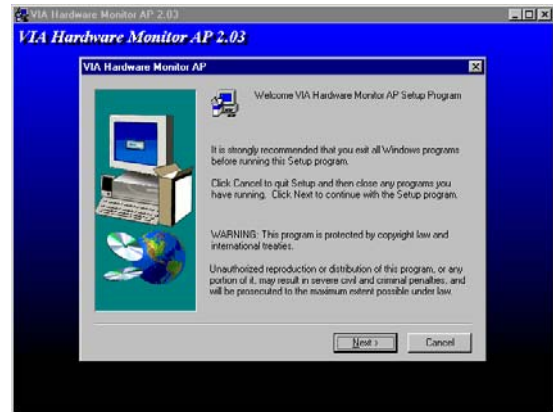 VIA Hardware Monitor AP 2.03
VIA Hardware Monitor AP 2.03
VIA Hardware Monitor AP
Welcome VIA Hardware Monitor AP Setup Program
It is strongly recommended that you exit all Windows programs
before running this Setup program.
Click Cancel to quit Setup and then close any programs you
have running. Click Next to continue with the Setup program.
WARNING: This program is protected by copyright law and
international treaties.
Unauthorized reproduction or distribution of this program, or any
portion of it, may result in severe civil and criminal penalties, and
will be prosecuted to the maximum extent possible under law.
Next >
Cancel